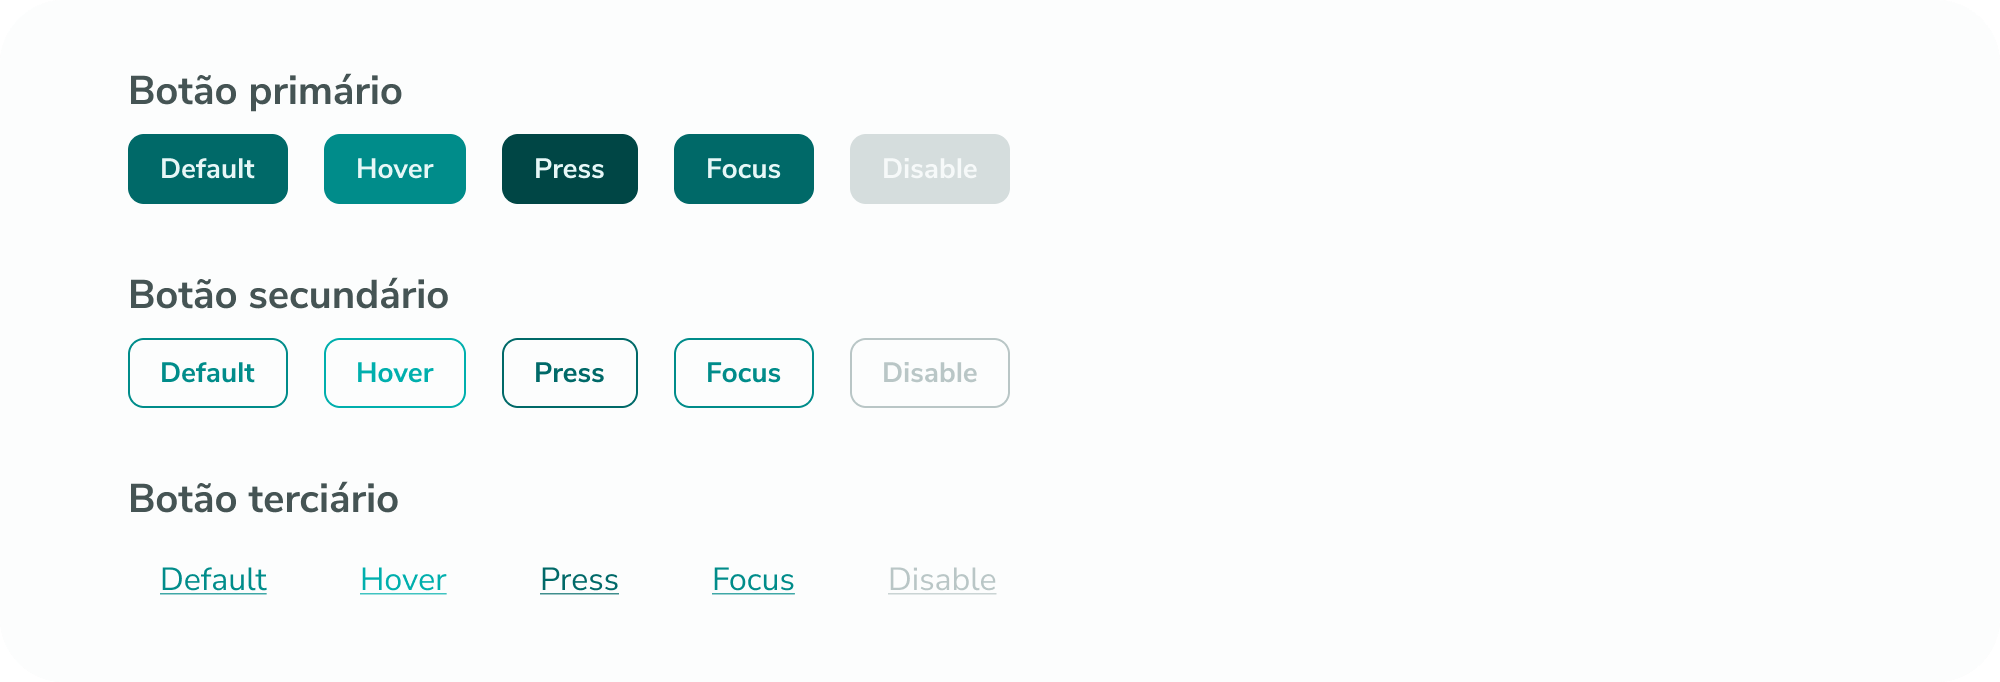 Botão primário
Default Hover Press Focus Disable
Botão secundário
Default Hover Press Focus Disable
Botão terciário
Default Hover Press Focus Disable